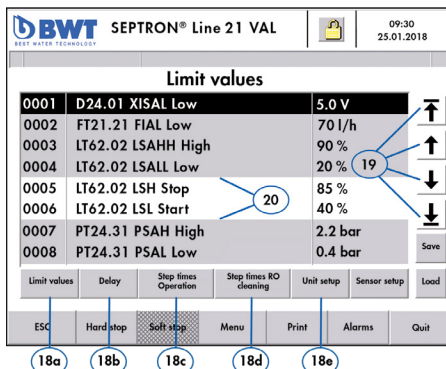 BWT
BEST WATER TECHNOLOGY
SEPTRON® Line 21 VAL
09:30
25.01.2018
Limit values
0001 D24.01 XISAL Low 5.0 V
0002 FT21.21 FIAL Low 70 l/h
0003 LT62.02 LSAHH High 90 %
0004 LT62.02 LSALL Low 20 %
19
0005 LT62.02 LSH Stop 85 %
20
0006 LT62.02 LSL Start 40 %
0007 PT24.31 PSAH High 2.2 bar
0008 PT24.31 PSAL Low 0.4 bar
Save
Limit values Delay Step times Operation Step times RO cleaning Unit setup Sensor setup Load
ESC Hard stop Soft stop Menu Print Alarms Quit
18a 18b 18c 18d 18e